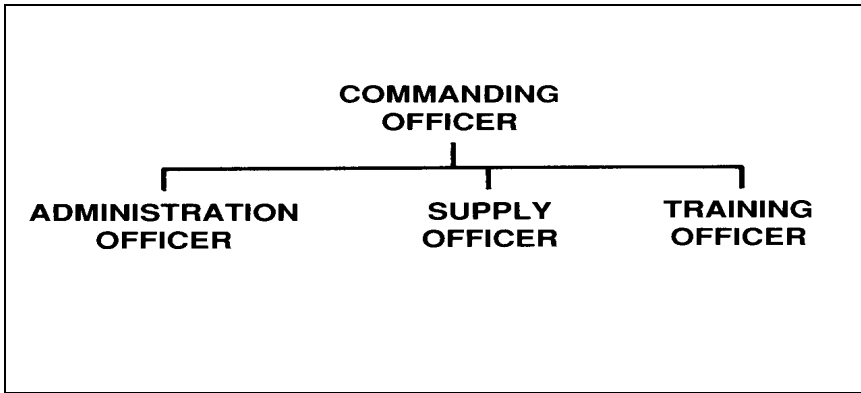 COMMANDING
OFFICER
ADMINISTRATION
OFFICER
SUPPLY
OFFICER
TRAINING
OFFICER